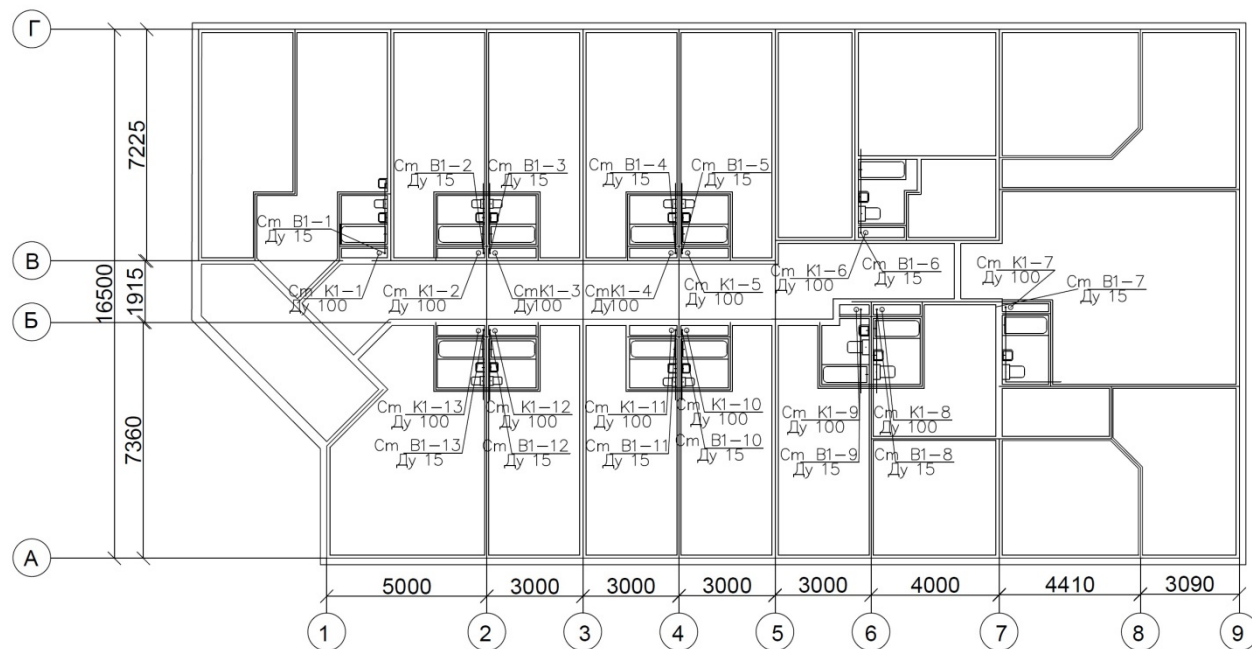 Г
7225
Ст В1-2
Ду 15
Ст В1-3
Ду 15
Ст В1-4
Ду 15
Ст В1-5
Ду 15
Ст В1-1
Ду 15
В
16500
1915
Ст К1-1
Ду 100
Ст К1-2
Ду 100
СтК1-3
Ду100
СтК1-4
Ду100
Ст К1-5
Ду 100
Ст К1-6
Ду 100
Ст В1-6
Ду 15
Ст К1-7
Ду 100
Ст В1-7
Ду 15
Б
7360
Ст К1-13
Ду 100
Ст К1-12
Ду 100
Ст К1-11
Ду 100
Ст К1-10
Ду 100
Ст К1-9
Ду 100
Ст К1-8
Ду 100
Ст В1-13
Ду 15
Ст В1-12
Ду 15
Ст В1-11
Ду 15
Ст В1-10
Ду 15
Ст В1-9
Ду 15
Ст В1-8
Ду 15
А
5000 3000 3000 3000 3000 4000 4410 3090
1 2 3 4 5 6 7 8 9